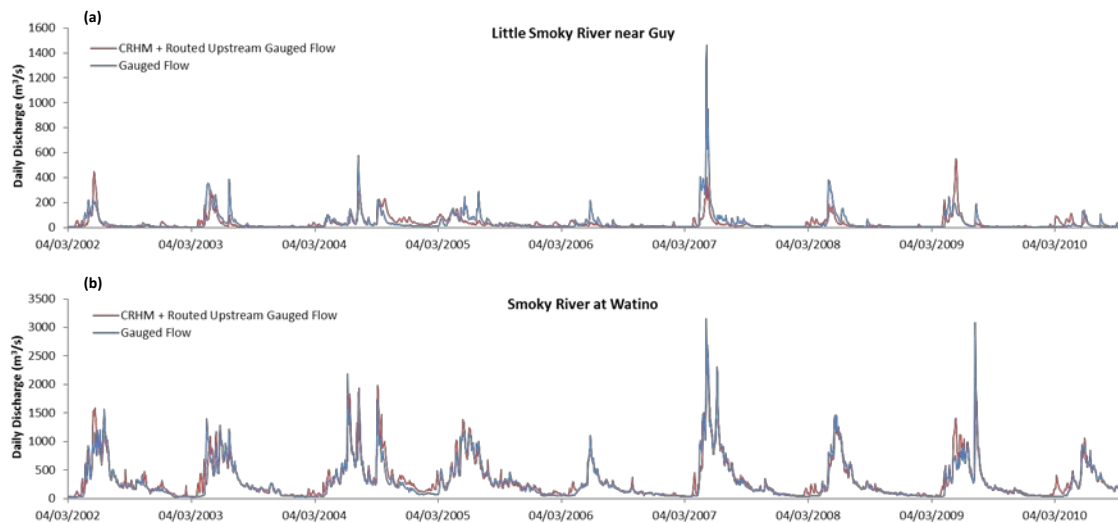 (a)
Little Smoky River near Guy
CRHM + Routed Upstream Gauged Flow
Gauged Flow
Daily Discharge (m³/s)
1600
1400
1200
1000
800
600
400
200
0
04/03/2002 04/03/2003 04/03/2004 04/03/2005 04/03/2006 04/03/2007 04/03/2008 04/03/2009 04/03/2010
(b)
Smoky River at Watino
CRHM + Routed Upstream Gauged Flow
Gauged Flow
Daily Discharge (m³/s)
3500
3000
2500
2000
1500
1000
500
0
04/03/2002 04/03/2003 04/03/2004 04/03/2005 04/03/2006 04/03/2007 04/03/2008 04/03/2009 04/03/2010